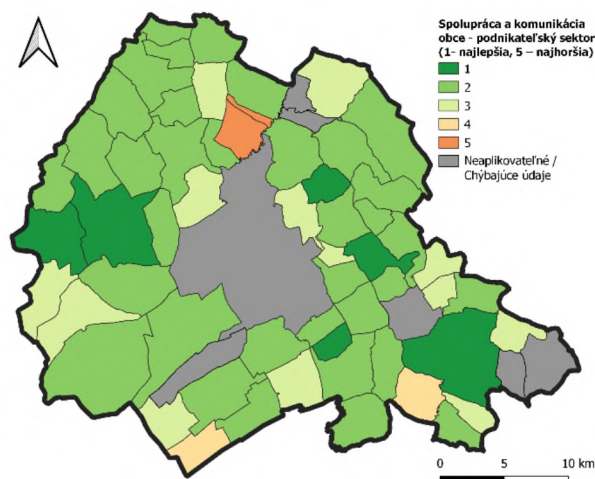 Spolupráca a komunikácia
obce - podnikateľský sektor
(1- najlepšia, 5 – najhoršia)
1
2
3
4
5
Neaplikovateľné /
Chýbajúce údaje
0 5 10 km